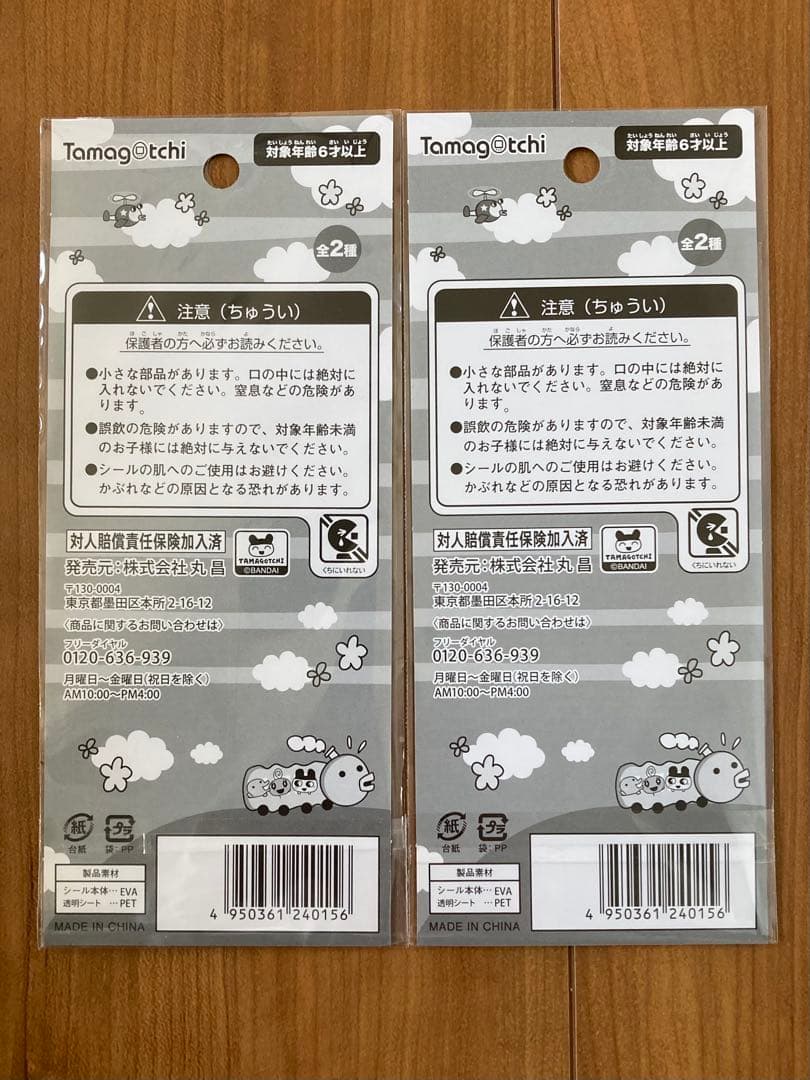 Tamagotchi
たいしょうねんれい さいいじょう
対象年齢6才以上
全2種
注意（ちゅうい）
ほごしゃ かた かなら よ
保護者の方へ必ずお読みください。
●小さな部品があります。口の中には絶対に
入れないでください。窒息などの危険があ
ります。
●誤飲の危険がありますので、対象年齢未満
のお子様には絶対に与えないでください。
●シールの肌へのご使用はお避けください。
かぶれなどの原因となる恐れがあります。
対人賠償責任保険加入済
TAMAGOTCHI
©BANDAI
くちにいれない
発売元：株式会社 丸昌
〒130-0004
東京都墨田区本所 2-16-12
〈商品に関するお問い合わせは〉
フリーダイヤル
0120-636-939
月曜日～金曜日（祝日を除く）
AM10:00～PM4:00
紙
台紙
プラ
袋：PP
製品素材
シール本体…EVA
透明シート…PET
MADE IN CHINA
4 950361 240156
Tamagotchi
たいしょうねんれい さいいじょう
対象年齢6才以上
全2種
注意（ちゅうい）
ほごしゃ かた かなら よ
保護者の方へ必ずお読みください。
●小さな部品があります。口の中には絶対に
入れないでください。窒息などの危険があ
ります。
●誤飲の危険がありますので、対象年齢未満
のお子様には絶対に与えないでください。
●シールの肌へのご使用はお避けください。
かぶれなどの原因となる恐れがあります。
対人賠償責任保険加入済
TAMAGOTCHI
©BANDAI
くちにいれない
発売元：株式会社 丸昌
〒130-0004
東京都墨田区本所 2-16-12
〈商品に関するお問い合わせは〉
フリーダイヤル
0120-636-939
月曜日～金曜日（祝日を除く）
AM10:00～PM4:00
紙
台紙
プラ
袋：PP
製品素材
シール本体…EVA
透明シート…PET
MADE IN CHINA
4 950361 240156